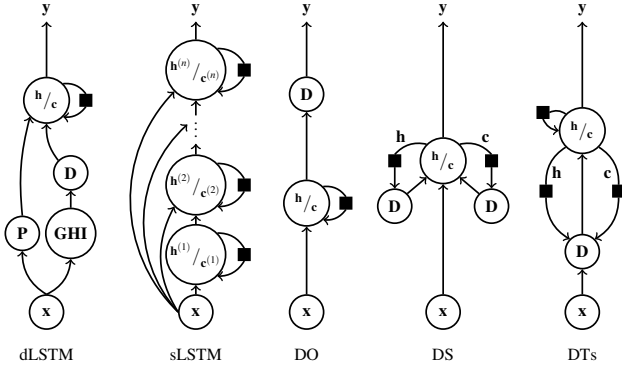 y y y y y
h/c
P D GHI
x
dLSTM
h(n)/c(n)
⋮
h(2)/c(2)
h(1)/c(1)
x
sLSTM
D
h/c
x
DO
h c
h/c
D D
x
DS
h/c
h c
D
x
DTs